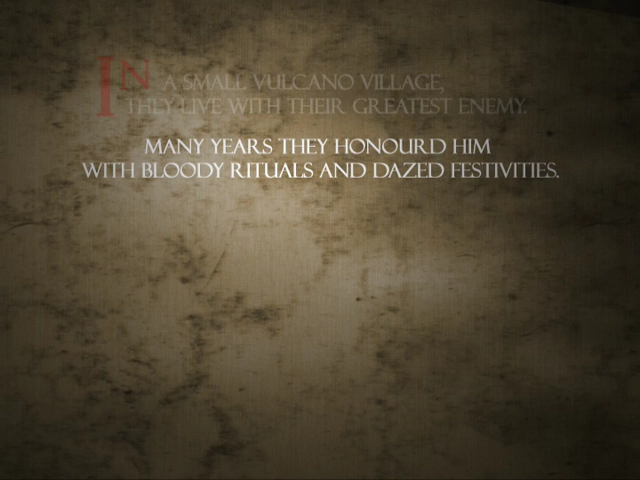 IN A SMALL VULCANO VILLAGE,
THEY LIVE WITH THEIR GREATEST ENEMY.
MANY YEARS THEY HONOURD HIM
WITH BLOODY RITUALS AND DAZED FESTIVITIES.